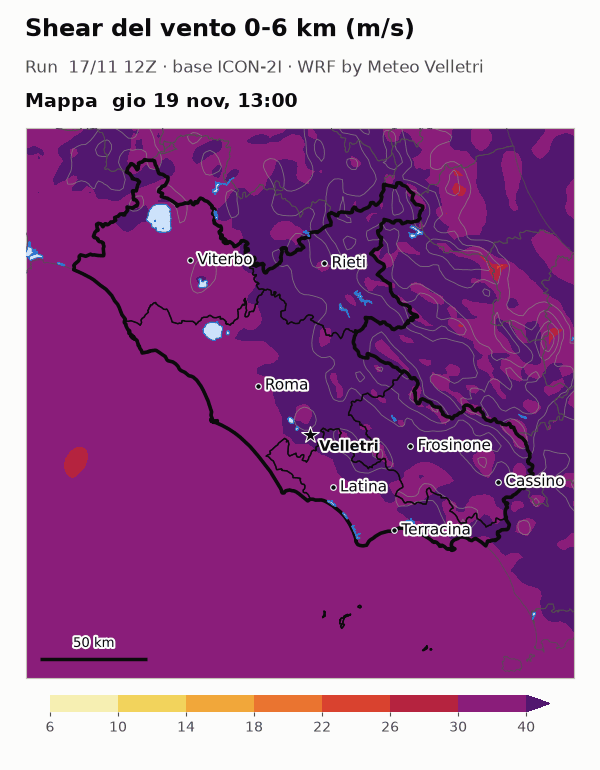 Shear del vento 0-6 km (m/s)
Run  17/11 12Z · base ICON-2I · WRF by Meteo Velletri
Mappa  gio 19 nov, 13:00
Viterbo
Rieti
Roma
Velletri
Frosinone
Latina
Cassino
Terracina
50 km
6 10 14 18 22 26 30 40